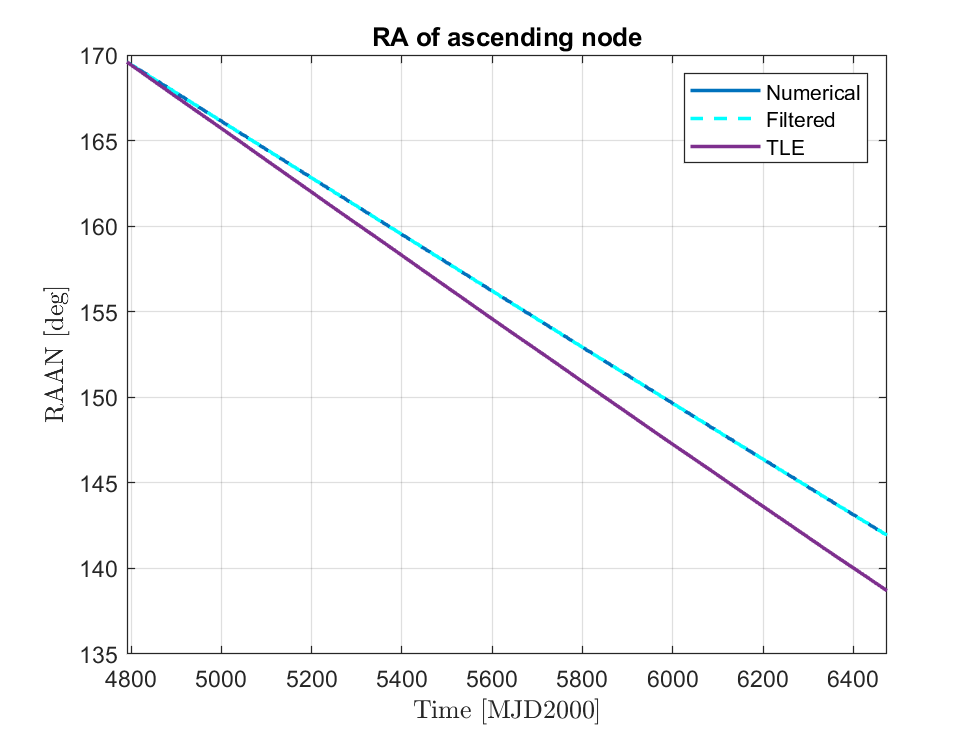 RA of ascending node
170
165
160
155
150
145
140
135
RAAN [deg]
Numerical
Filtered
TLE
4800 5000 5200 5400 5600 5800 6000 6200 6400
Time [MJD2000]